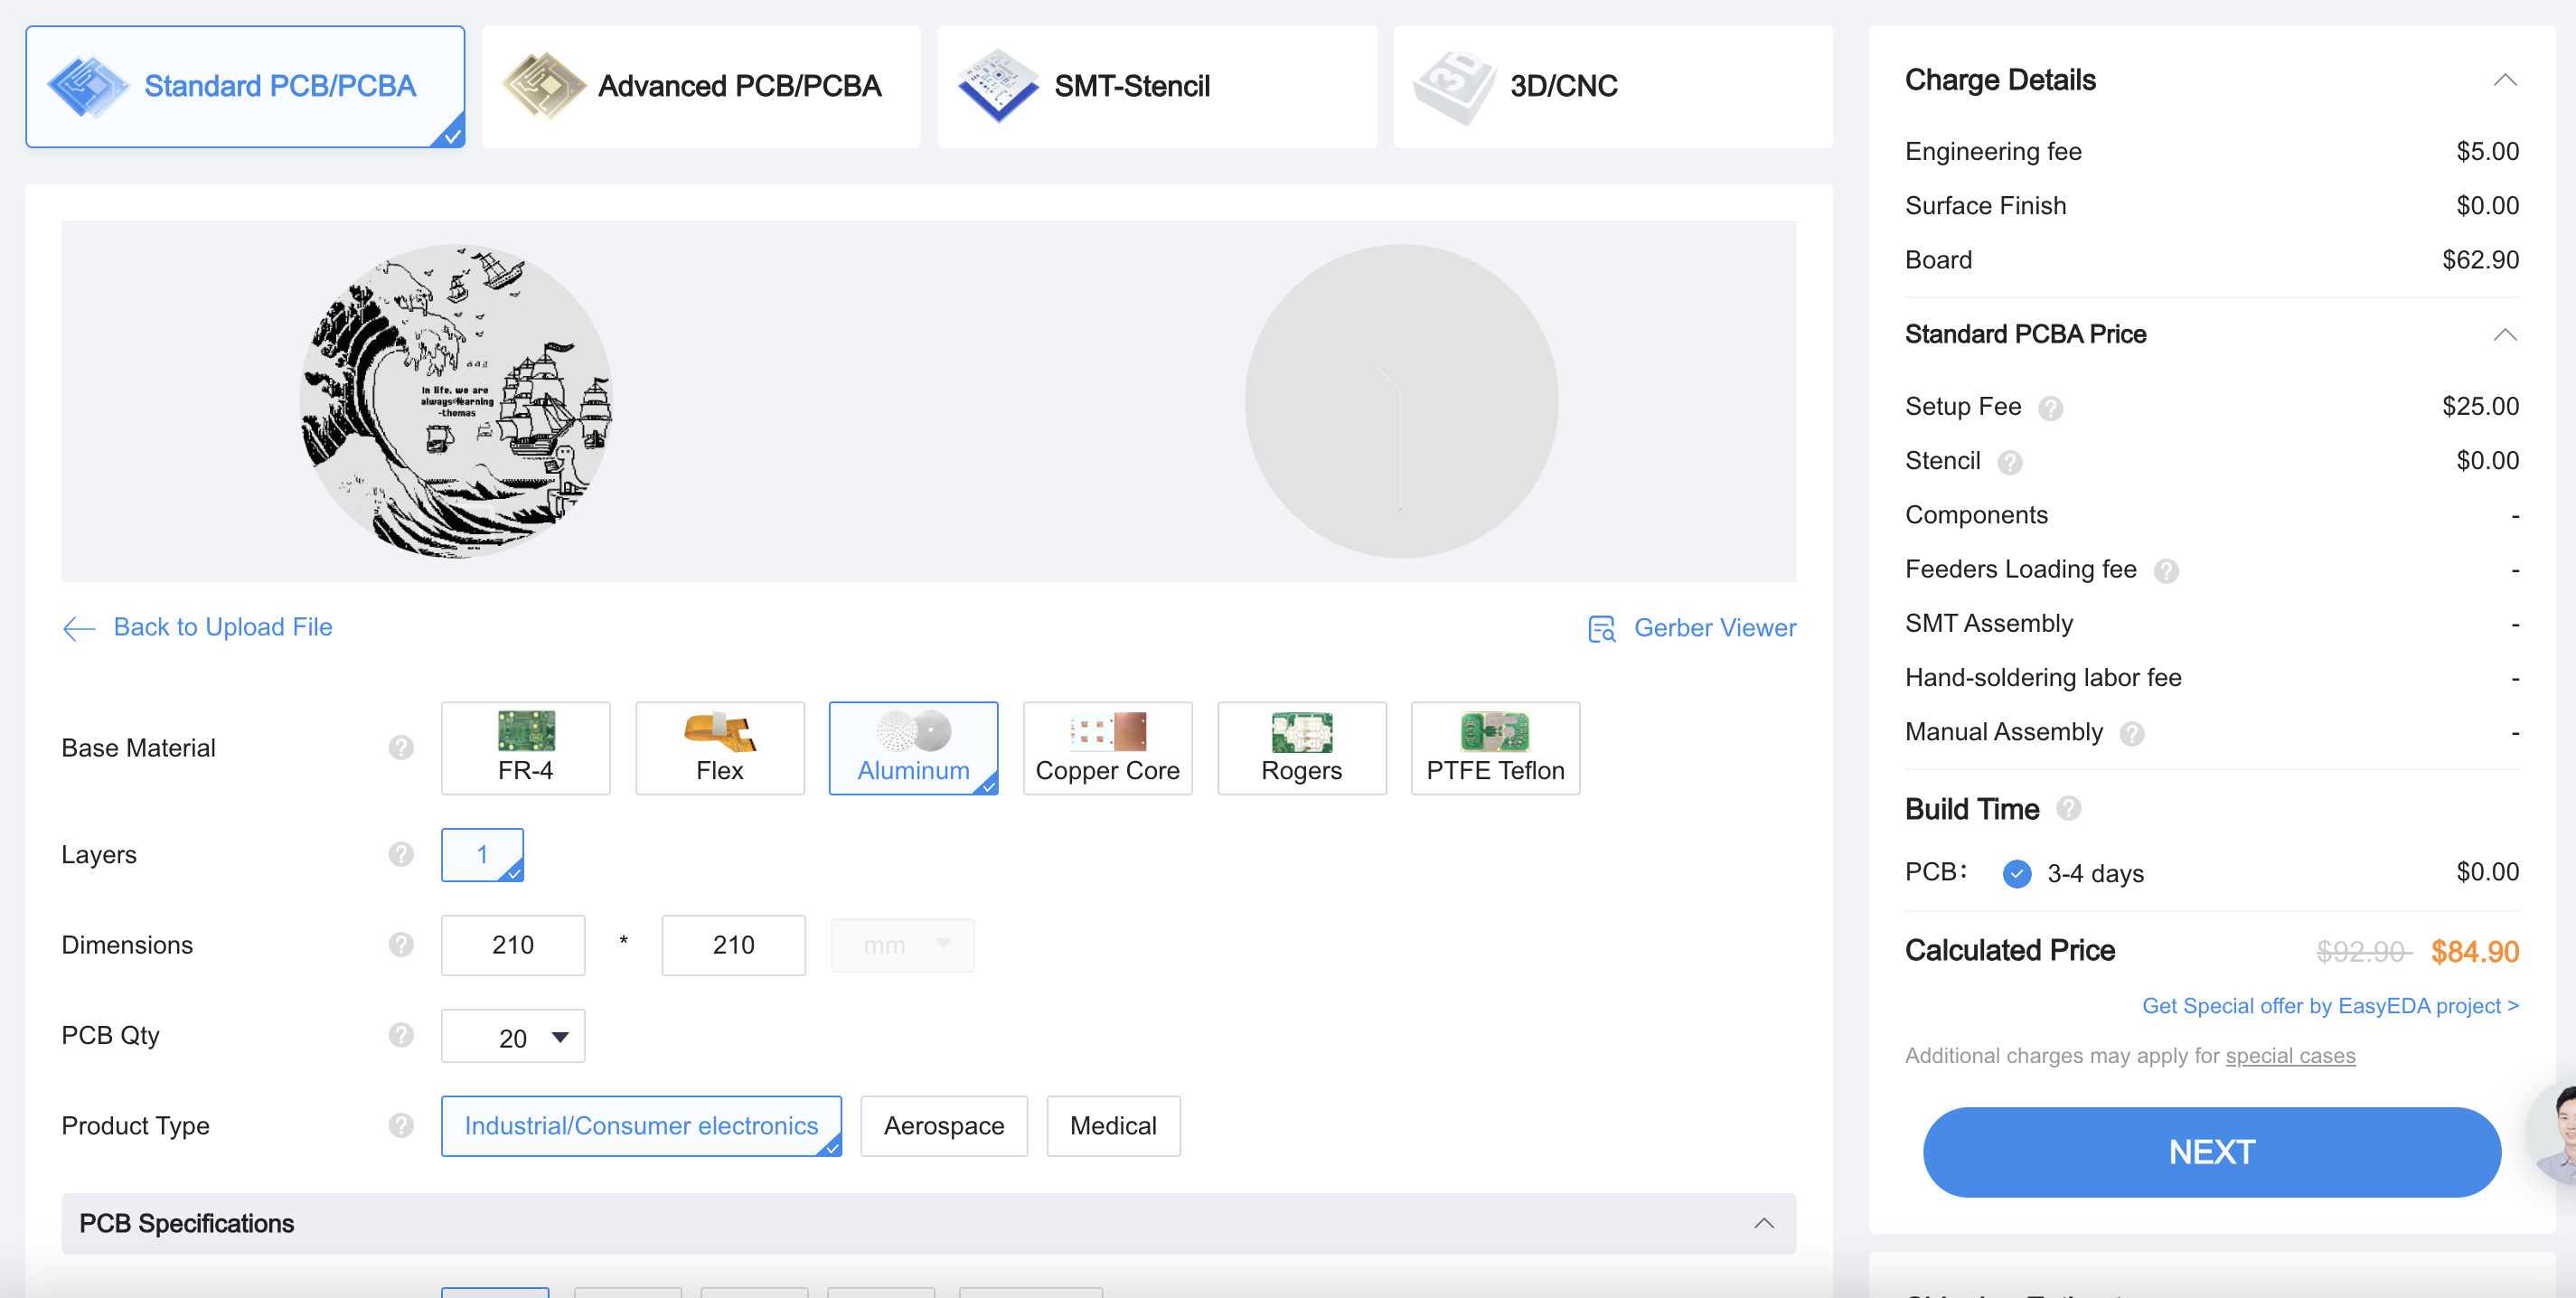 Standard PCB/PCBA
Advanced PCB/PCBA
SMT-Stencil
3D
3D/CNC
In life, we are
always learning
-thomas
Back to Upload File
Gerber Viewer
Base Material ?
FR-4
Flex
Aluminum
Copper Core
Rogers
PTFE Teflon
Layers ?
1
Dimensions ?
210 * 210 mm
PCB Qty ?
20
Product Type ?
Industrial/Consumer electronics
Aerospace
Medical
PCB Specifications
Charge Details
Engineering fee $5.00
Surface Finish $0.00
Board $62.90
Standard PCBA Price
Setup Fee ? $25.00
Stencil ? $0.00
Components -
Feeders Loading fee ? -
SMT Assembly -
Hand-soldering labor fee -
Manual Assembly ? -
Build Time ?
PCB: 3-4 days $0.00
Calculated Price $92.90 $84.90
Get Special offer by EasyEDA project >
Additional charges may apply for special cases
NEXT